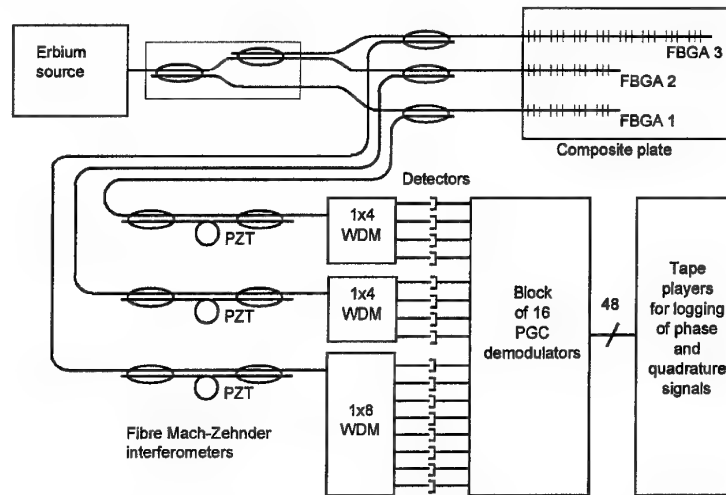 Erbium
source
FBGA 3
FBGA 2
FBGA 1
Composite plate
Detectors
PZT
1x4
WDM
PZT
1x4
WDM
PZT
1x8
WDM
Fibre Mach-Zehnder
interferometers
Block
of 16
PGC
demodulators
48
Tape
players
for logging
of phase
and
quadrature
signals